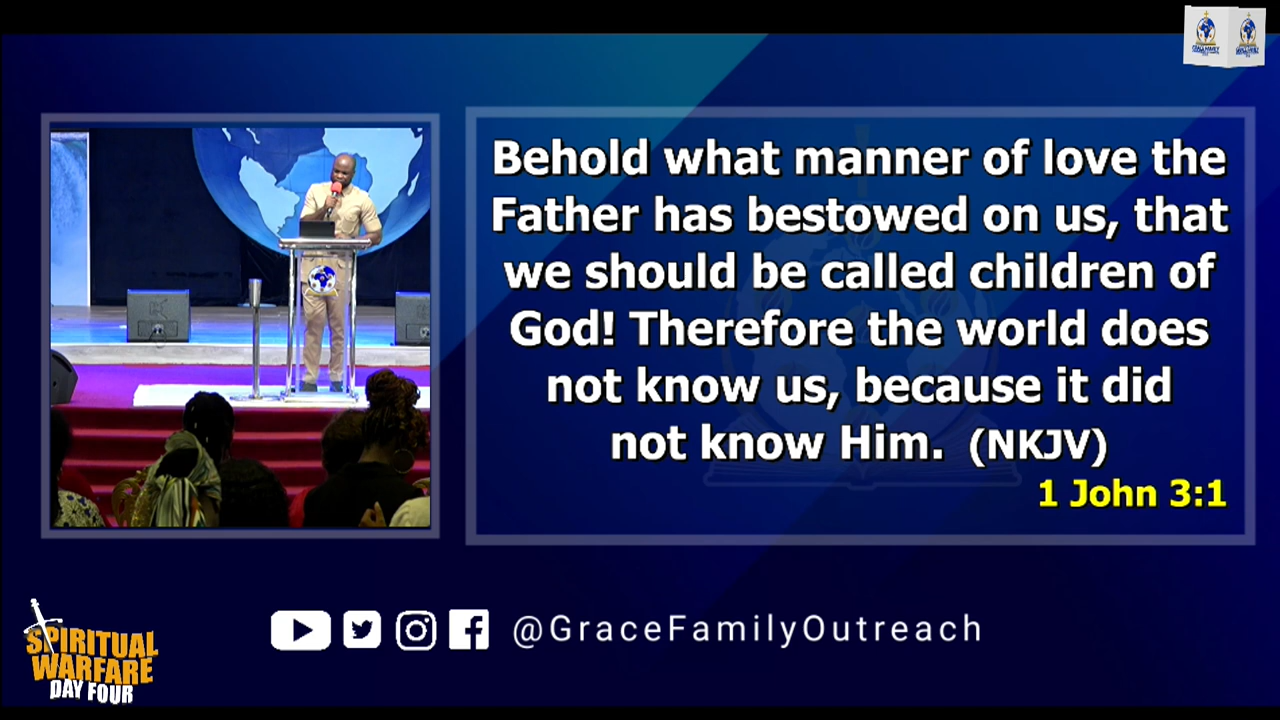 Behold what manner of love the
Father has bestowed on us, that
we should be called children of
God! Therefore the world does
not know us, because it did
not know Him. (NKJV)
1 John 3:1
SPIRITUAL
WARFARE
DAY FOUR
@GraceFamilyOutreach